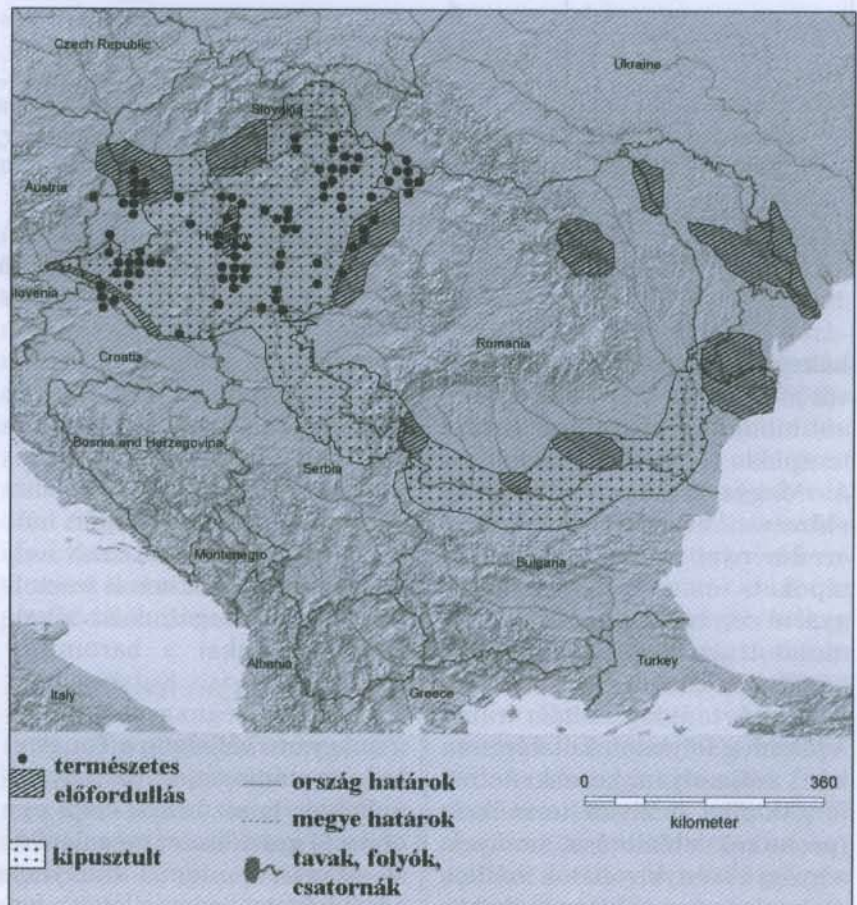 Czech Republic
Ukraine
Slovakia
Austria
Hungary
Slovenia
Croatia
Romania
Bosnia and Herzegovina
Serbia
Montenegro
Bulgaria
Albania
Italy
Greece
Turkey
természetes
előfordullás
kipusztult
ország határok
megye határok
tavak, folyók,
csatornák
0 360
kilometer